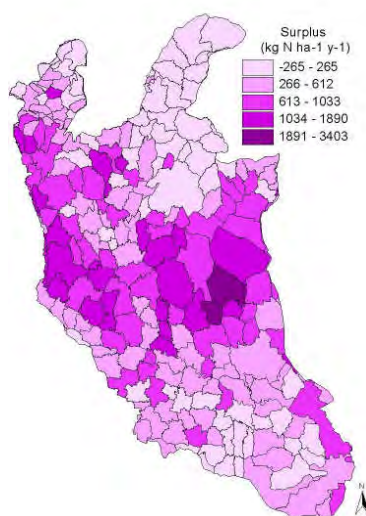 Surplus
(kg N ha-1 y-1)
-265 - 265
266 - 612
613 - 1033
1034 - 1890
1891 - 3403
N